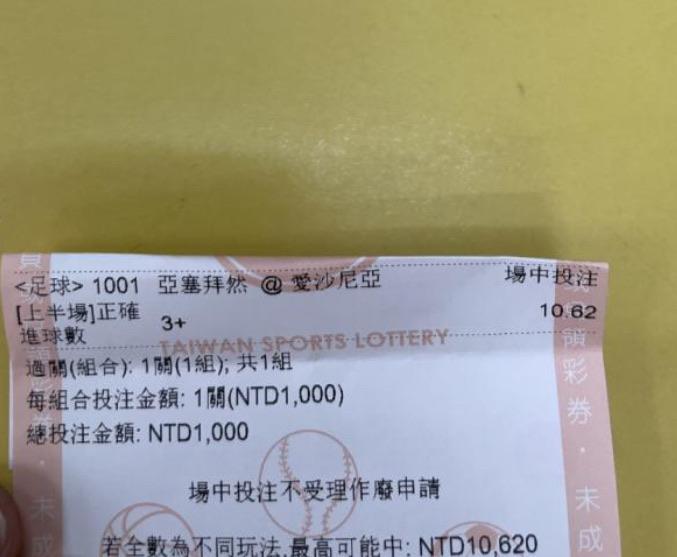 <足球> 1001 亞塞拜然 @ 愛沙尼亞 場中投注
[上半場]正確 10.62
進球數 3+
TAIWAN SPORTS LOTTERY
過關(組合): 1關(1組); 共1組
每組合投注金額: 1關(NTD1,000)
總投注金額: NTD1,000
場中投注不受理作廢申請
若全數為不同玩法,最高可能中: NTD10,620
領彩券·未成
未成